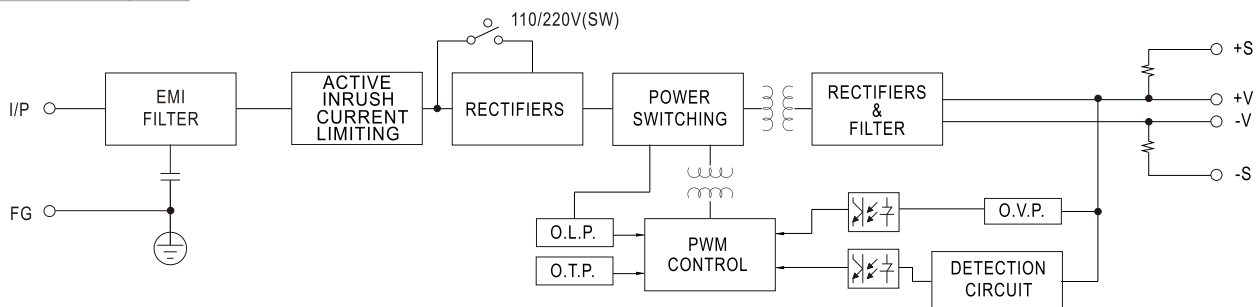 110/220V(SW)
+S
I/P
EMI
FILTER
ACTIVE
INRUSH
CURRENT
LIMITING
RECTIFIERS
POWER
SWITCHING
RECTIFIERS
&
FILTER
+V
-V
-S
FG
O.L.P.
O.T.P.
PWM
CONTROL
O.V.P.
DETECTION
CIRCUIT